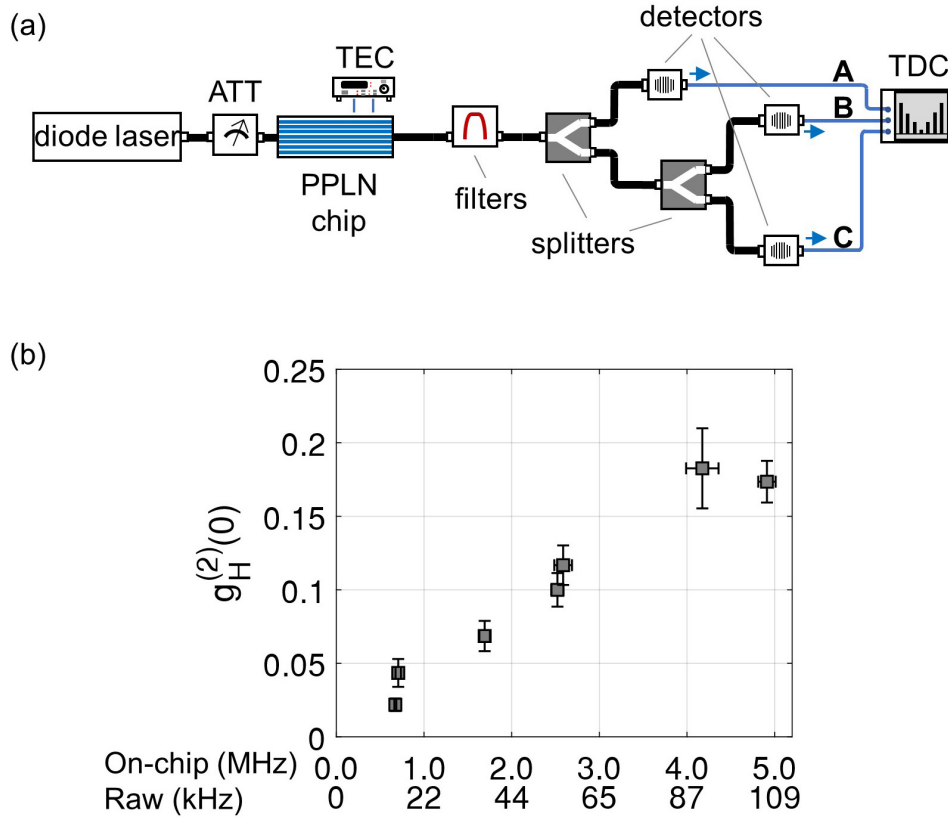 (a)
detectors
TEC
A
TDC
ATT
B
diode laser
PPLN
chip
filters
splitters
C
(b)
0.25
0.2
0.15
0.1
0.05
0
g_H^(2)(0)
On-chip (MHz) 0.0 1.0 2.0 3.0 4.0 5.0
Raw (kHz) 0 22 44 65 87 109